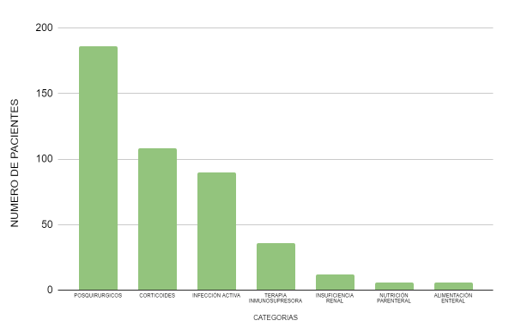 200
150
100
50
0
NUMERO DE PACIENTES
POSQUIRURGICOS
CORTICOIDES
INFECCIÓN ACTIVA
TERAPIA
INMUNOSUPRESORA
INSUFICIENCIA
RENAL
NUTRICIÓN
PARENTERAL
ALIMENTACIÓN
ENTERAL
CATEGORIAS